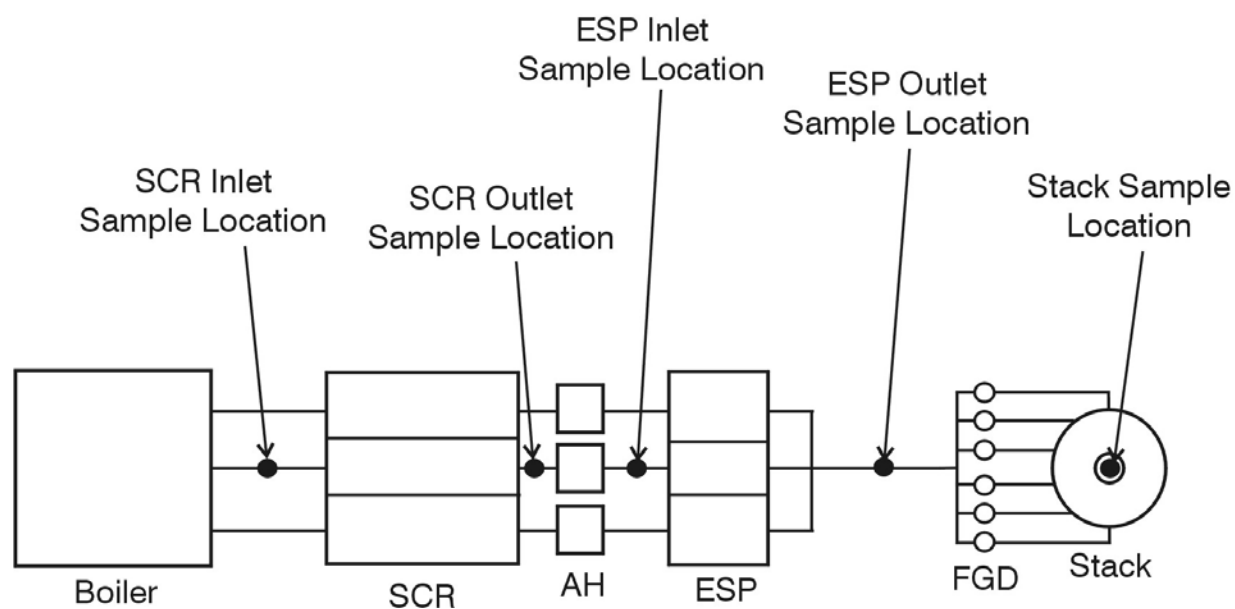 ESP Inlet
Sample Location
ESP Outlet
Sample Location
SCR Inlet
Sample Location
SCR Outlet
Sample Location
Stack Sample
Location
Boiler
SCR
AH
ESP
FGD
Stack